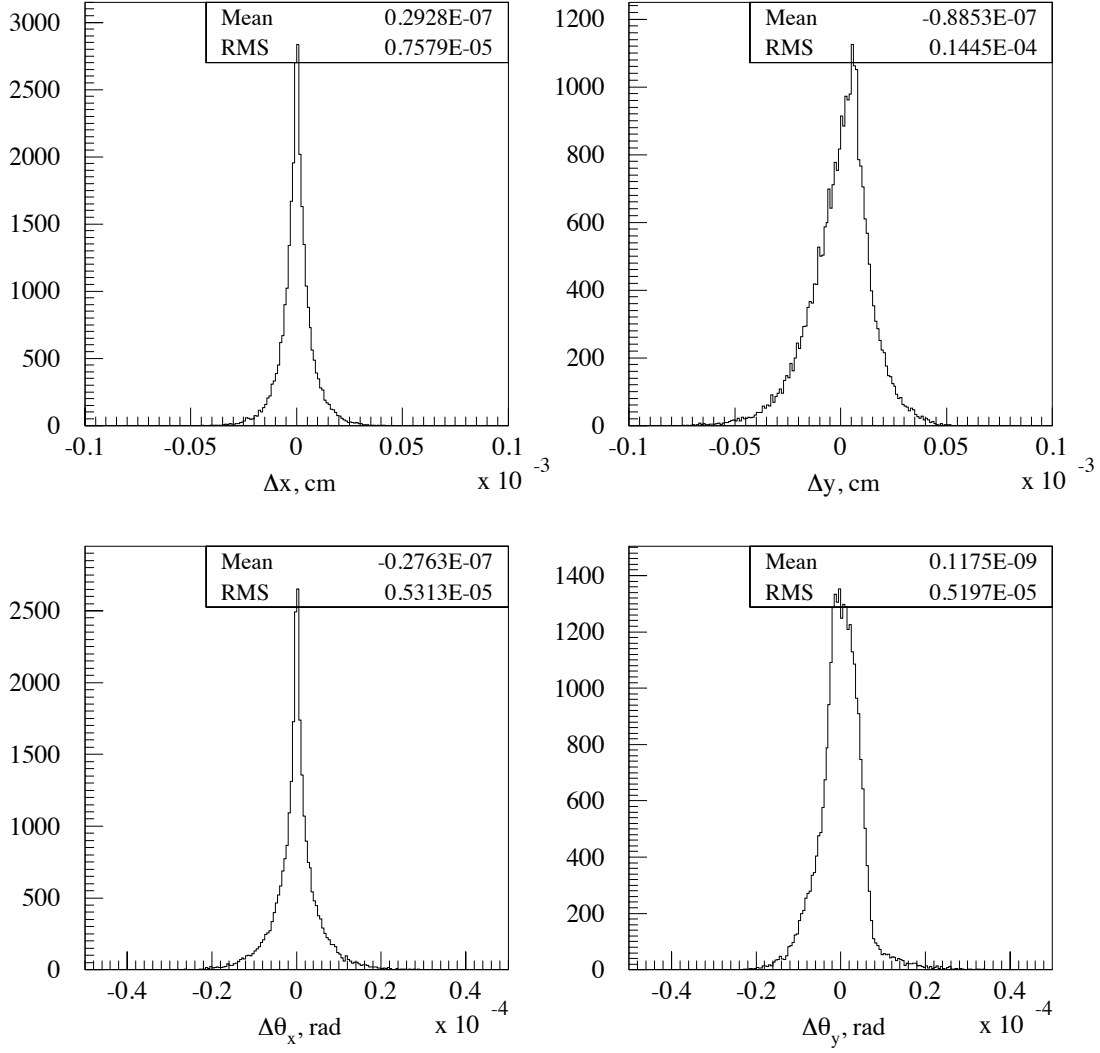 Mean 0.2928E-07
RMS 0.7579E-05
3000
2500
2000
1500
1000
500
0
-0.1 -0.05 0 0.05 0.1
x 10 -3
Δx, cm
Mean -0.8853E-07
RMS 0.1445E-04
1200
1000
800
600
400
200
0
-0.1 -0.05 0 0.05 0.1
x 10 -3
Δy, cm
Mean -0.2763E-07
RMS 0.5313E-05
2500
2000
1500
1000
500
0
-0.4 -0.2 0 0.2 0.4
x 10 -4
Δθx, rad
Mean 0.1175E-09
RMS 0.5197E-05
1400
1200
1000
800
600
400
200
0
-0.4 -0.2 0 0.2 0.4
x 10 -4
Δθy, rad